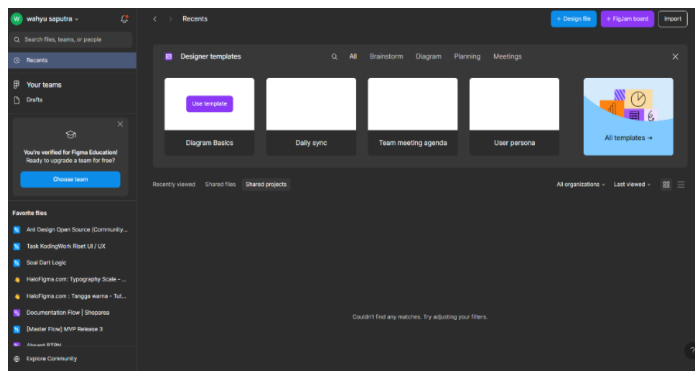 W wahyu saputra
Recents
+ Design file
+ FigJam board
Import
Search files, teams, or people
Recents
Your teams
Drafts
You're verified for Figma Education!
Ready to upgrade a team for free?
Choose team
Favorite files
Ant Design Open Source (Community...
Task KodingWork Riset UI / UX
Soal Dart Logic
HaloFigma.com: Typography Scale - ...
HaloFigma.com : Tangga warna - Tut...
Documentation Flow | Sheparea
[Master Flow] MVP Release 3
Explore Community
Designer templates
All Brainstorm Diagram Planning Meetings
Use template
Diagram Basics
Daily sync
Team meeting agenda
User persona
All templates →
Recently viewed Shared files Shared projects
All organizations Last viewed
Couldn't find any matches. Try adjusting your filters.
?